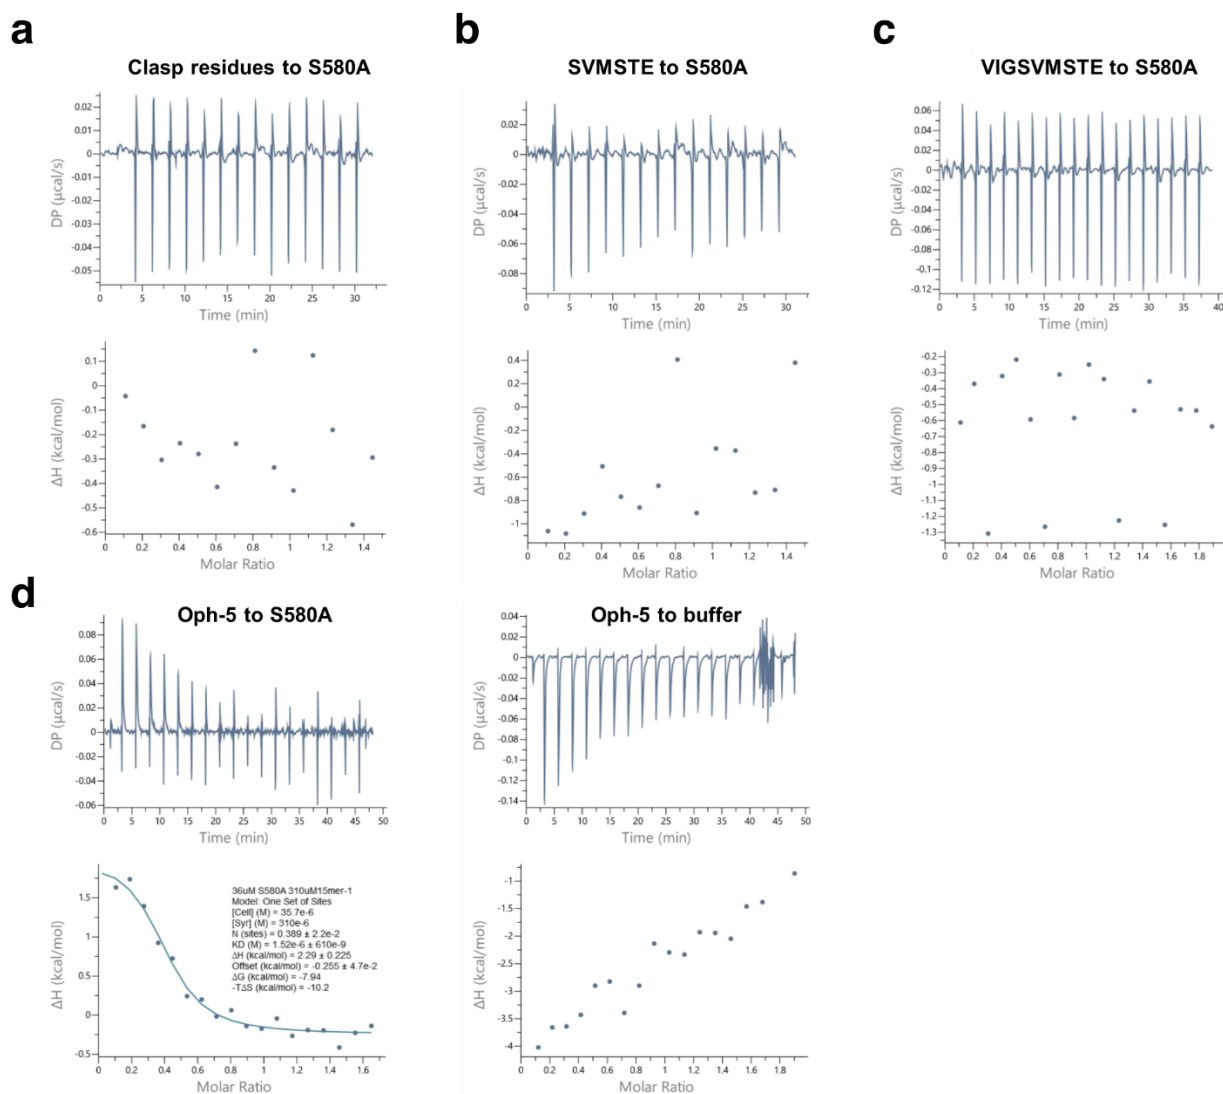 a
Clasp residues to S580A
DP (µcal/s)
0.02
0.01
0
-0.01
-0.02
-0.03
-0.04
-0.05
0 5 10 15 20 25 30
Time (min)
ΔH (kcal/mol)
0.1
0
-0.1
-0.2
-0.3
-0.4
-0.5
-0.6
0 0.2 0.4 0.6 0.8 1 1.2 1.4
Molar Ratio
b
SVMSTE to S580A
DP (µcal/s)
0.02
0
-0.02
-0.04
-0.06
-0.08
0 5 10 15 20 25 30
Time (min)
ΔH (kcal/mol)
0.4
0.2
0
-0.2
-0.4
-0.6
-0.8
-1
0 0.2 0.4 0.6 0.8 1 1.2 1.4
Molar Ratio
c
VIGSVMSTE to S580A
DP (µcal/s)
0.06
0.04
0.02
0
-0.02
-0.04
-0.06
-0.08
-0.1
-0.12
0 5 10 15 20 25 30 35 40
Time (min)
ΔH (kcal/mol)
-0.2
-0.3
-0.4
-0.5
-0.6
-0.7
-0.8
-0.9
-1
-1.1
-1.2
-1.3
0 0.2 0.4 0.6 0.8 1 1.2 1.4 1.6 1.8
Molar Ratio
d
Oph-5 to S580A
DP (µcal/s)
0.08
0.06
0.04
0.02
0
-0.02
-0.04
-0.06
0 5 10 15 20 25 30 35 40 45 50
Time (min)
ΔH (kcal/mol)
1.5
1
0.5
0
-0.5
36uM S580A 310uM15mer-1
Model: One Set of Sites
[Cell] (M) = 35.7e-6
[Syr] (M) = 310e-6
N (sites) = 0.389 ± 2.2e-2
KD (M) = 1.52e-6 ± 610e-9
ΔH (kcal/mol) = 2.29 ± 0.225
Offset (kcal/mol) = -0.255 ± 4.7e-2
ΔG (kcal/mol) = -7.94
-TΔS (kcal/mol) = -10.2
0 0.2 0.4 0.6 0.8 1 1.2 1.4 1.6
Molar Ratio
Oph-5 to buffer
DP (µcal/s)
0.04
0.02
0
-0.02
-0.04
-0.06
-0.08
-0.1
-0.12
-0.14
0 5 10 15 20 25 30 35 40 45 50
Time (min)
ΔH (kcal/mol)
-1
-1.5
-2
-2.5
-3
-3.5
-4
0 0.2 0.4 0.6 0.8 1 1.2 1.4 1.6 1.8
Molar Ratio